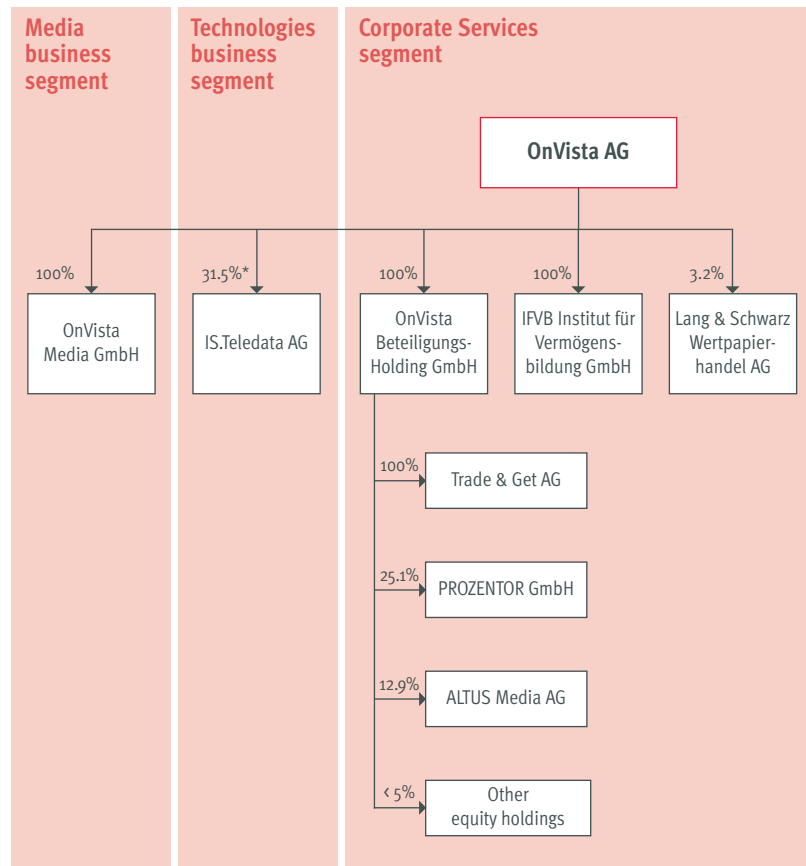 Media
business
segment
Technologies
business
segment
Corporate Services
segment
OnVista AG
100%
31.5%*
100%
100%
3.2%
OnVista
Media GmbH
IS.Teledata AG
OnVista
Beteiligungs-
Holding GmbH
IFVB Institut für
Vermögens-
bildung GmbH
Lang & Schwarz
Wertpapier-
handel AG
100%
Trade & Get AG
25.1%
PROZENTOR GmbH
12.9%
ALTUS Media AG
< 5%
Other
equity holdings